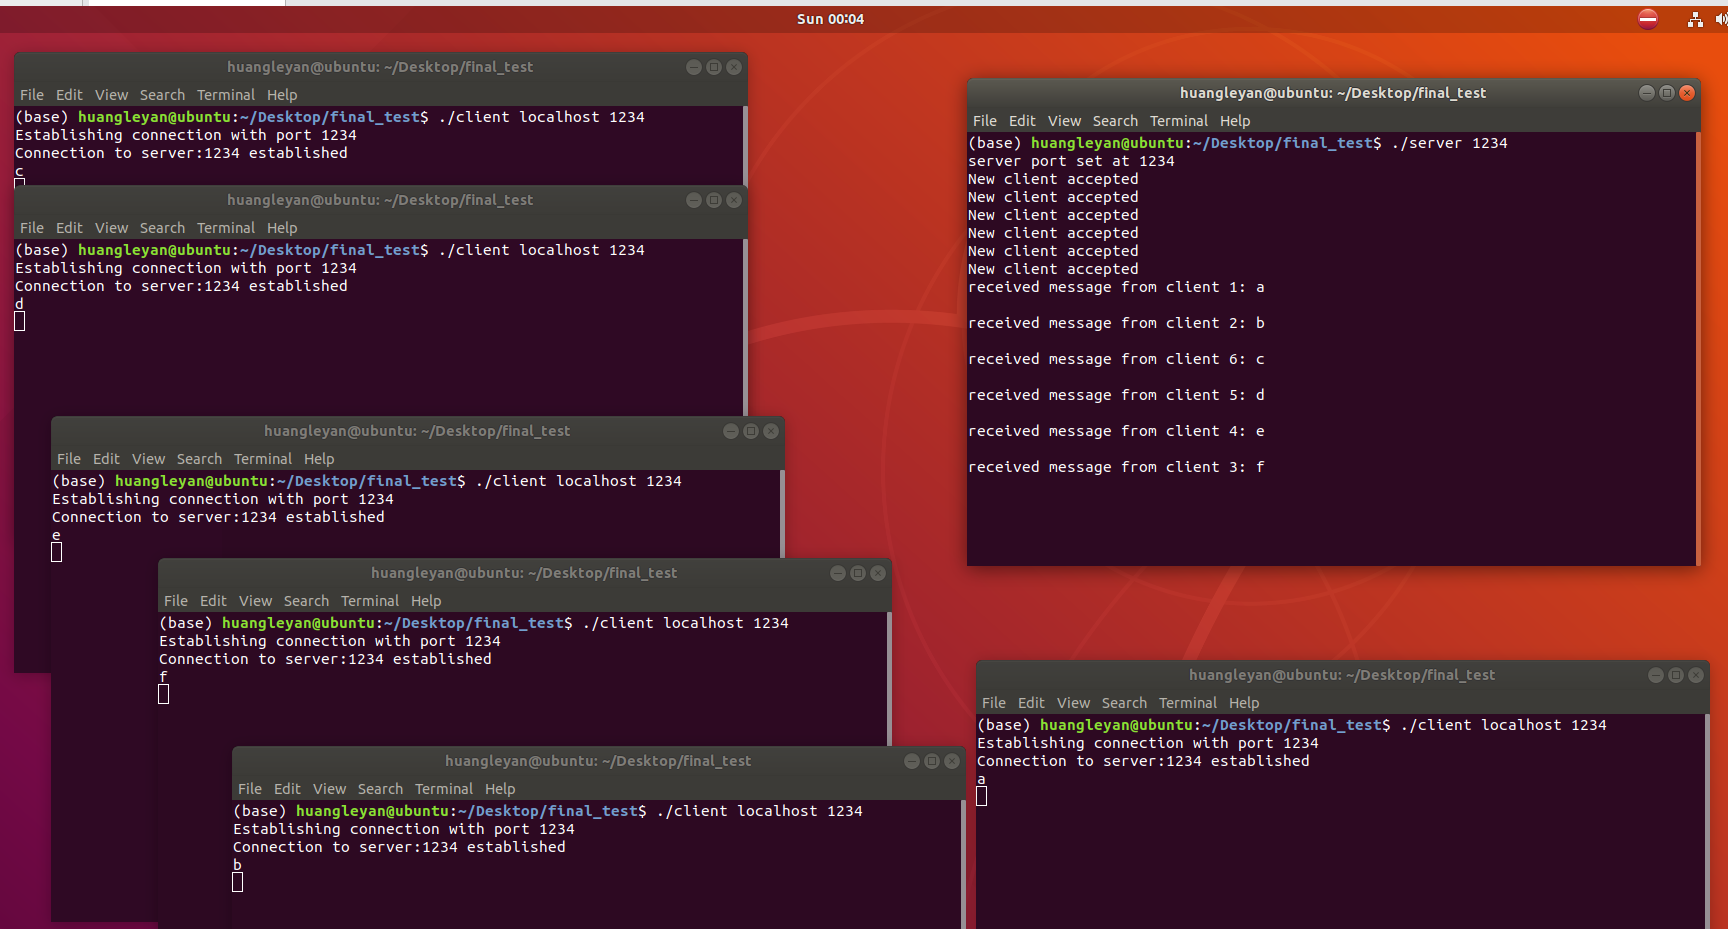 Sun 00:04
huangleyan@ubuntu: ~/Desktop/final_test
File Edit View Search Terminal Help
(base) huangleyan@ubuntu:~/Desktop/final_test$ ./client localhost 1234
Establishing connection with port 1234
Connection to server:1234 established
c
huangleyan@ubuntu: ~/Desktop/final_test
File Edit View Search Terminal Help
(base) huangleyan@ubuntu:~/Desktop/final_test$ ./client localhost 1234
Establishing connection with port 1234
Connection to server:1234 established
d
huangleyan@ubuntu: ~/Desktop/final_test
File Edit View Search Terminal Help
(base) huangleyan@ubuntu:~/Desktop/final_test$ ./client localhost 1234
Establishing connection with port 1234
Connection to server:1234 established
e
huangleyan@ubuntu: ~/Desktop/final_test
File Edit View Search Terminal Help
(base) huangleyan@ubuntu:~/Desktop/final_test$ ./client localhost 1234
Establishing connection with port 1234
Connection to server:1234 established
f
huangleyan@ubuntu: ~/Desktop/final_test
File Edit View Search Terminal Help
(base) huangleyan@ubuntu:~/Desktop/final_test$ ./client localhost 1234
Establishing connection with port 1234
Connection to server:1234 established
b
huangleyan@ubuntu: ~/Desktop/final_test
File Edit View Search Terminal Help
(base) huangleyan@ubuntu:~/Desktop/final_test$ ./server 1234
server port set at 1234
New client accepted
New client accepted
New client accepted
New client accepted
New client accepted
New client accepted
received message from client 1: a
received message from client 2: b
received message from client 6: c
received message from client 5: d
received message from client 4: e
received message from client 3: f
huangleyan@ubuntu: ~/Desktop/final_test
File Edit View Search Terminal Help
(base) huangleyan@ubuntu:~/Desktop/final_test$ ./client localhost 1234
Establishing connection with port 1234
Connection to server:1234 established
a